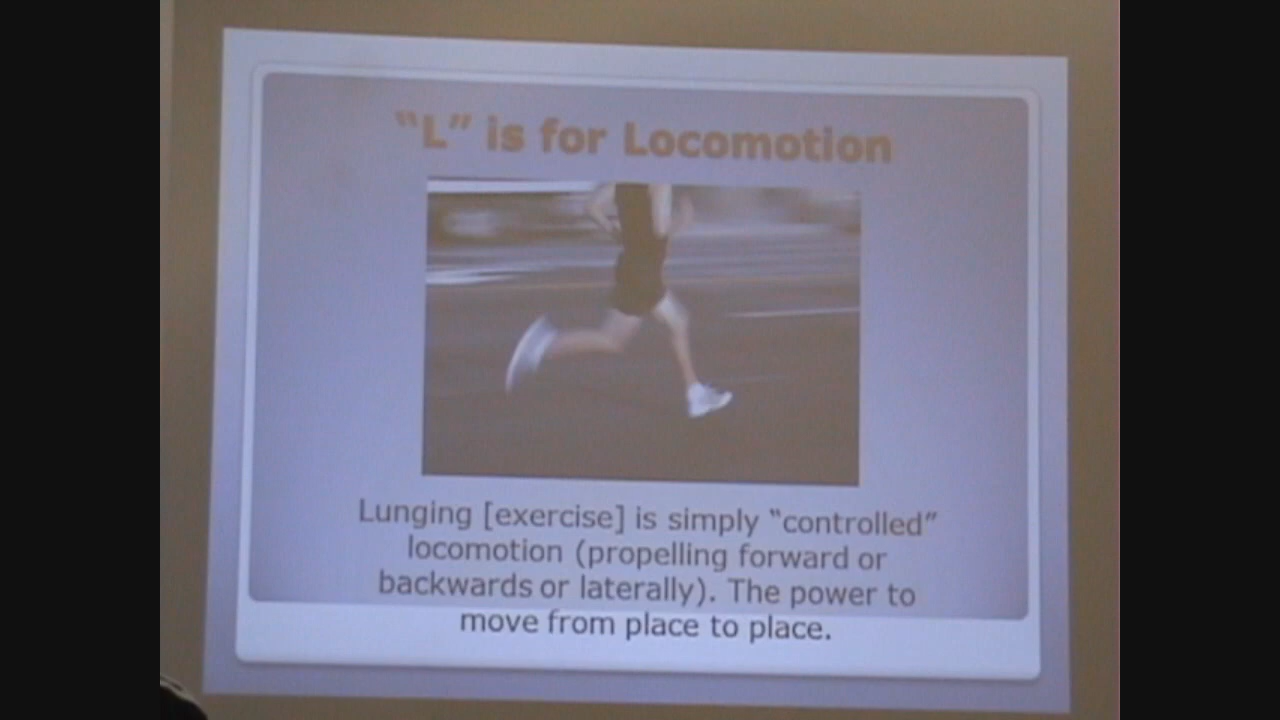 “L” is for Locomotion
Lunging [exercise] is simply “controlled”
locomotion (propelling forward or
backwards or laterally). The power to
move from place to place.